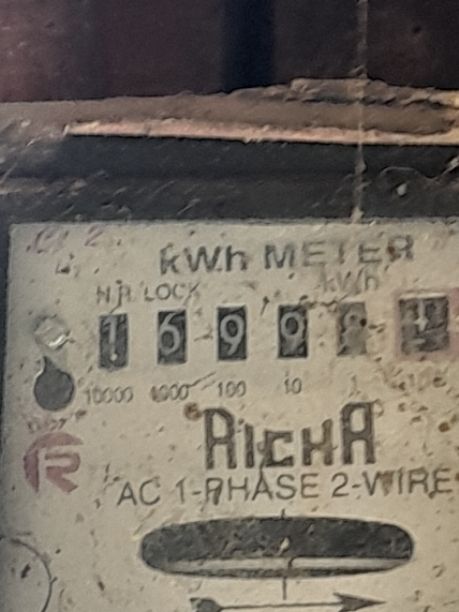 kWh METER
N.R. LOCK kWh
1 6 9 9
10000 1000 100 10 1
RICHA
R
AC 1-PHASE 2-WIRE